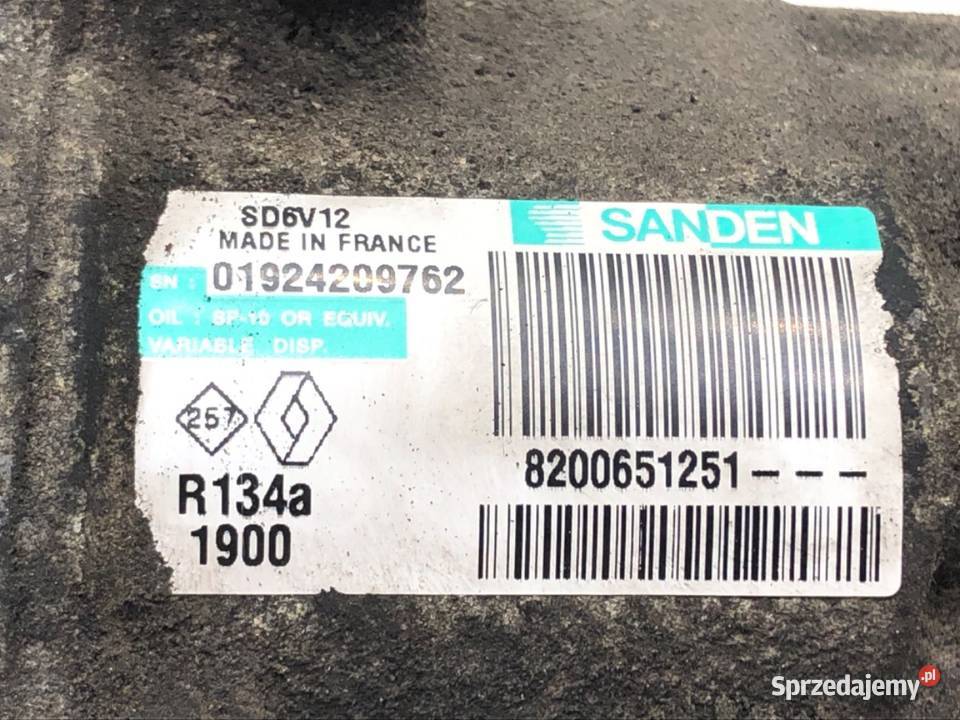 SD6V12
MADE IN FRANCE
SANDEN
EN : 01924209762
OIL : SP-10 OR EQUIV.
VARIABLE DISP.
257
R134a
1900
8200651251---
Sprzedajemy.pl